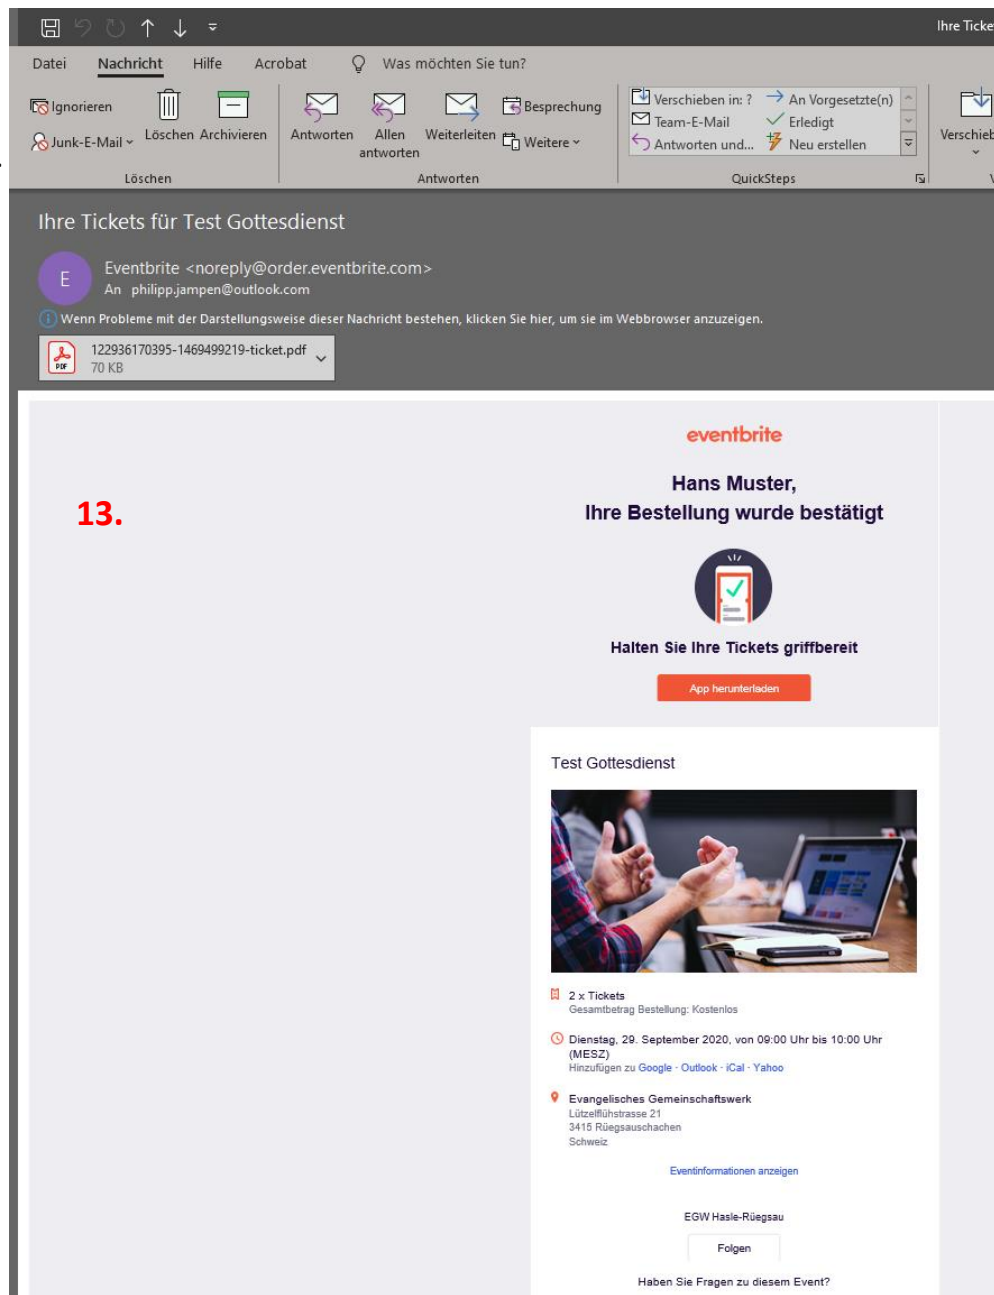 Ihre Ticke
Datei Nachricht Hilfe Acrobat Was möchten Sie tun?
Ignorieren
Junk-E-Mail
Löschen Archivieren
Löschen
Antworten Allen antworten Weiterleiten
Besprechung
Weitere
Antworten
Verschieben in: ? An Vorgesetzte(n)
Team-E-Mail Erledigt
Antworten und... Neu erstellen
QuickSteps
Verschieb
V
Ihre Tickets für Test Gottesdienst
E
Eventbrite <noreply@order.eventbrite.com>
An philipp.jampen@outlook.com
Wenn Probleme mit der Darstellungsweise dieser Nachricht bestehen, klicken Sie hier, um sie im Webbrowser anzuzeigen.
PDF
122936170395-1469499219-ticket.pdf
70 KB
eventbrite
13.
Hans Muster,
Ihre Bestellung wurde bestätigt
Halten Sie Ihre Tickets griffbereit
App herunterladen
Test Gottesdienst
2 x Tickets
Gesamtbetrag Bestellung: Kostenlos
Dienstag, 29. September 2020, von 09:00 Uhr bis 10:00 Uhr
(MESZ)
Hinzufügen zu Google · Outlook · iCal · Yahoo
Evangelisches Gemeinschaftswerk
Lützelflühstrasse 21
3415 Rüegsauschachen
Schweiz
Eventinformationen anzeigen
EGW Hasle-Rüegsau
Folgen
Haben Sie Fragen zu diesem Event?